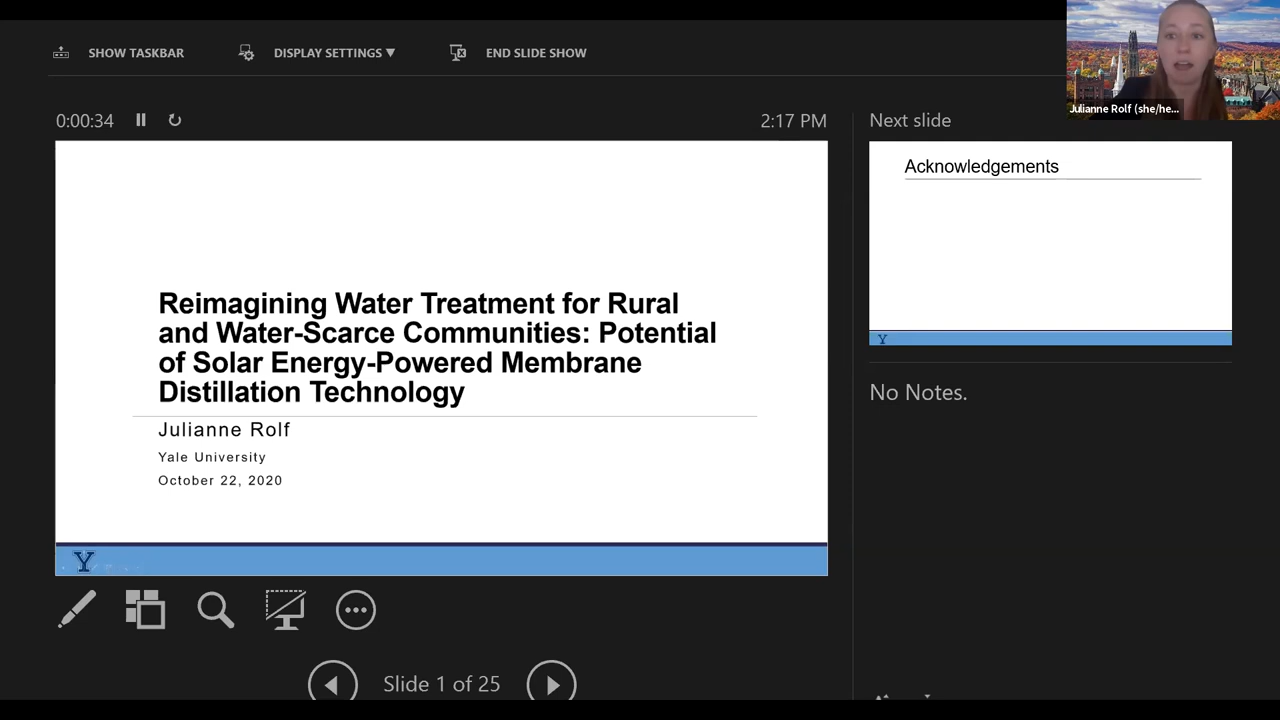 SHOW TASKBAR
DISPLAY SETTINGS ▼
END SLIDE SHOW
Julianne Rolf (she/he...
0:00:34
2:17 PM
Next slide
Reimagining Water Treatment for Rural
and Water-Scarce Communities: Potential
of Solar Energy-Powered Membrane
Distillation Technology
Julianne Rolf
Yale University
October 22, 2020
Y
Acknowledgements
Y
No Notes.
Slide 1 of 25